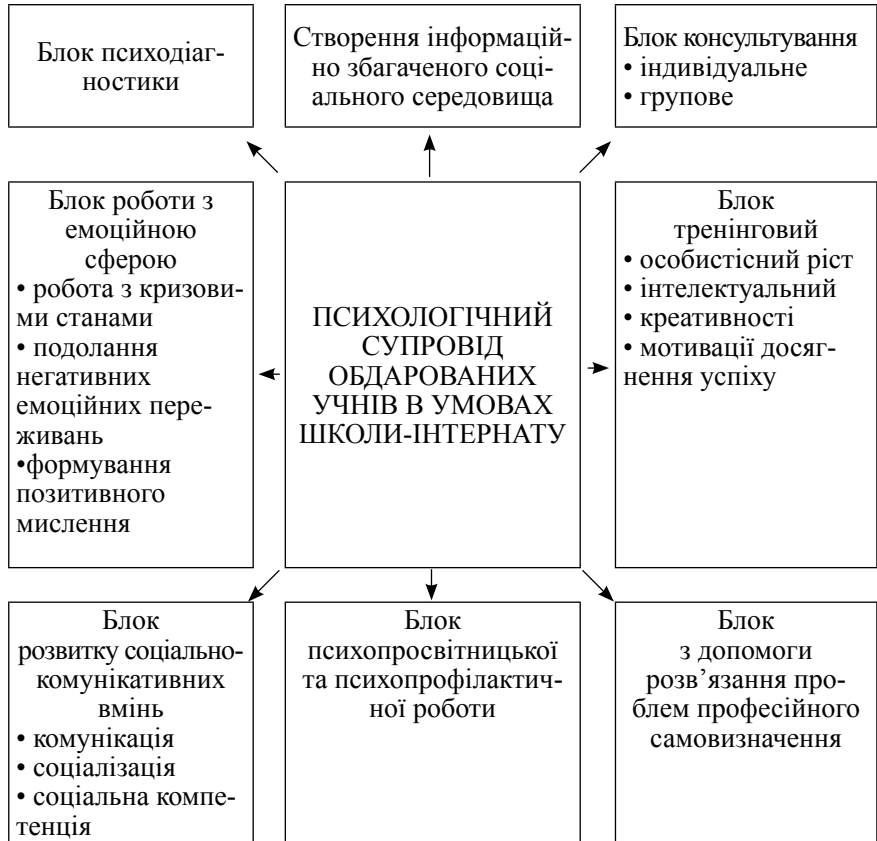 Блок психодіаг-
ностики
Створення інформацій-
но збагаченого соці-
ального середовища
Блок консультування
• індивідуальне
• групове
Блок роботи з
емоційною
сферою
• робота з кризови-
ми станами
• подолання
негативних
емоційних пере-
живань
•формування
позитивного
мислення
ПСИХОЛОГІЧНИЙ
СУПРОВІД
ОБДАРОВАНИХ
УЧНІВ В УМОВАХ
ШКОЛИ-ІНТЕРНАТУ
Блок
тренінговий
• особистісний ріст
• інтелектуальний
• креативності
• мотивації досяг-
нення успіху
Блок
розвитку соціально-
комунікативних
вмінь
• комунікація
• соціалізація
• соціальна компе-
тенція
Блок
психопросвітницької
та психопрофілактич-
ної роботи
Блок
з допомоги
розв’язання про-
блем професійного
самовизначення